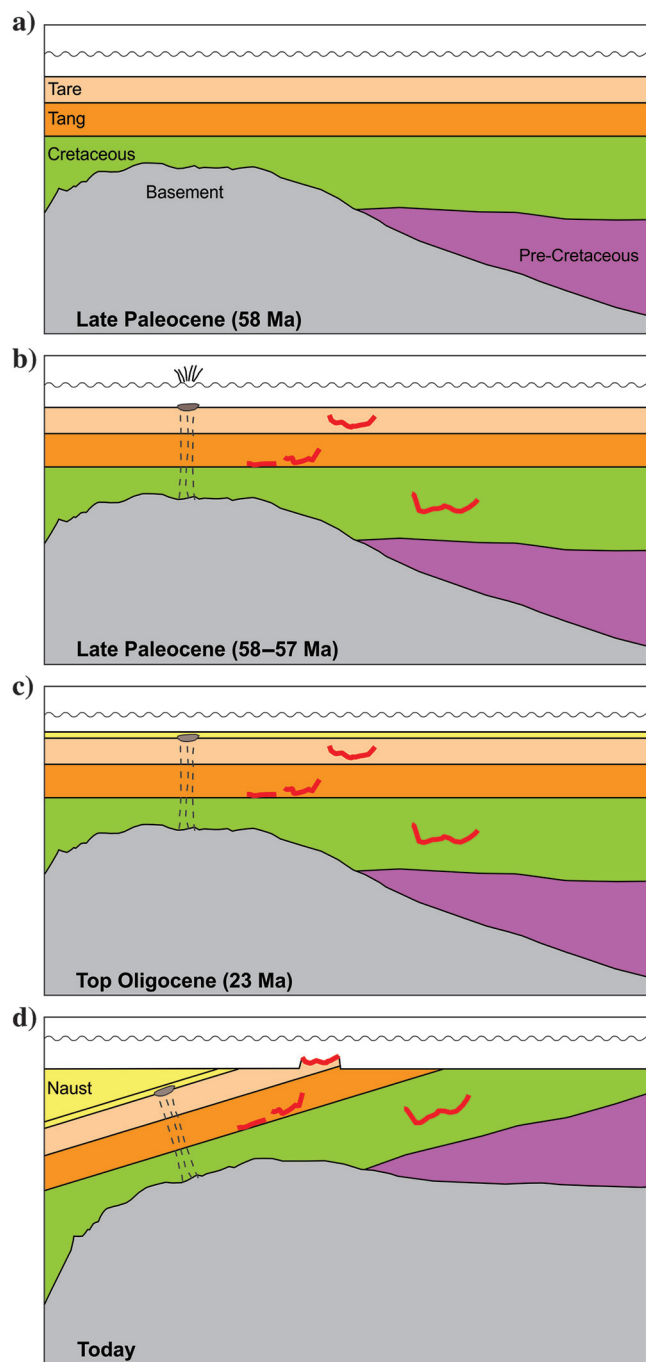 a)
Tare
Tang
Cretaceous
Basement
Pre-Cretaceous
Late Paleocene (58 Ma)
b)
Late Paleocene (58–57 Ma)
c)
Top Oligocene (23 Ma)
d)
Naust
Today